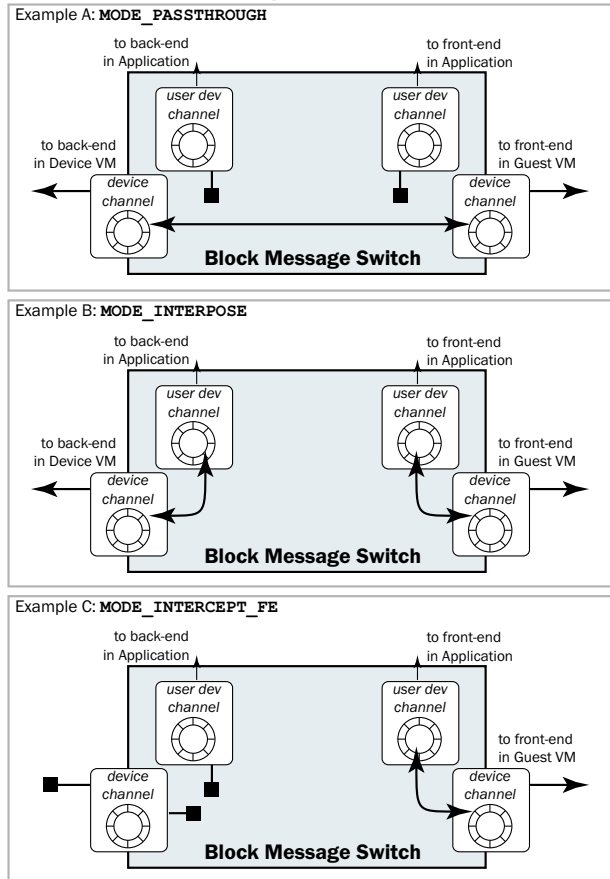 Example A: MODE_PASSTHROUGH
to back-end
in Application
to front-end
in Application
user dev
channel
user dev
channel
to back-end
in Device VM
to front-end
in Guest VM
device
channel
device
channel
Block Message Switch
Example B: MODE_INTERPOSE
to back-end
in Application
to front-end
in Application
user dev
channel
user dev
channel
to back-end
in Device VM
to front-end
in Guest VM
device
channel
device
channel
Block Message Switch
Example C: MODE_INTERCEPT_FE
to back-end
in Application
to front-end
in Application
user dev
channel
user dev
channel
to front-end
in Guest VM
device
channel
device
channel
Block Message Switch